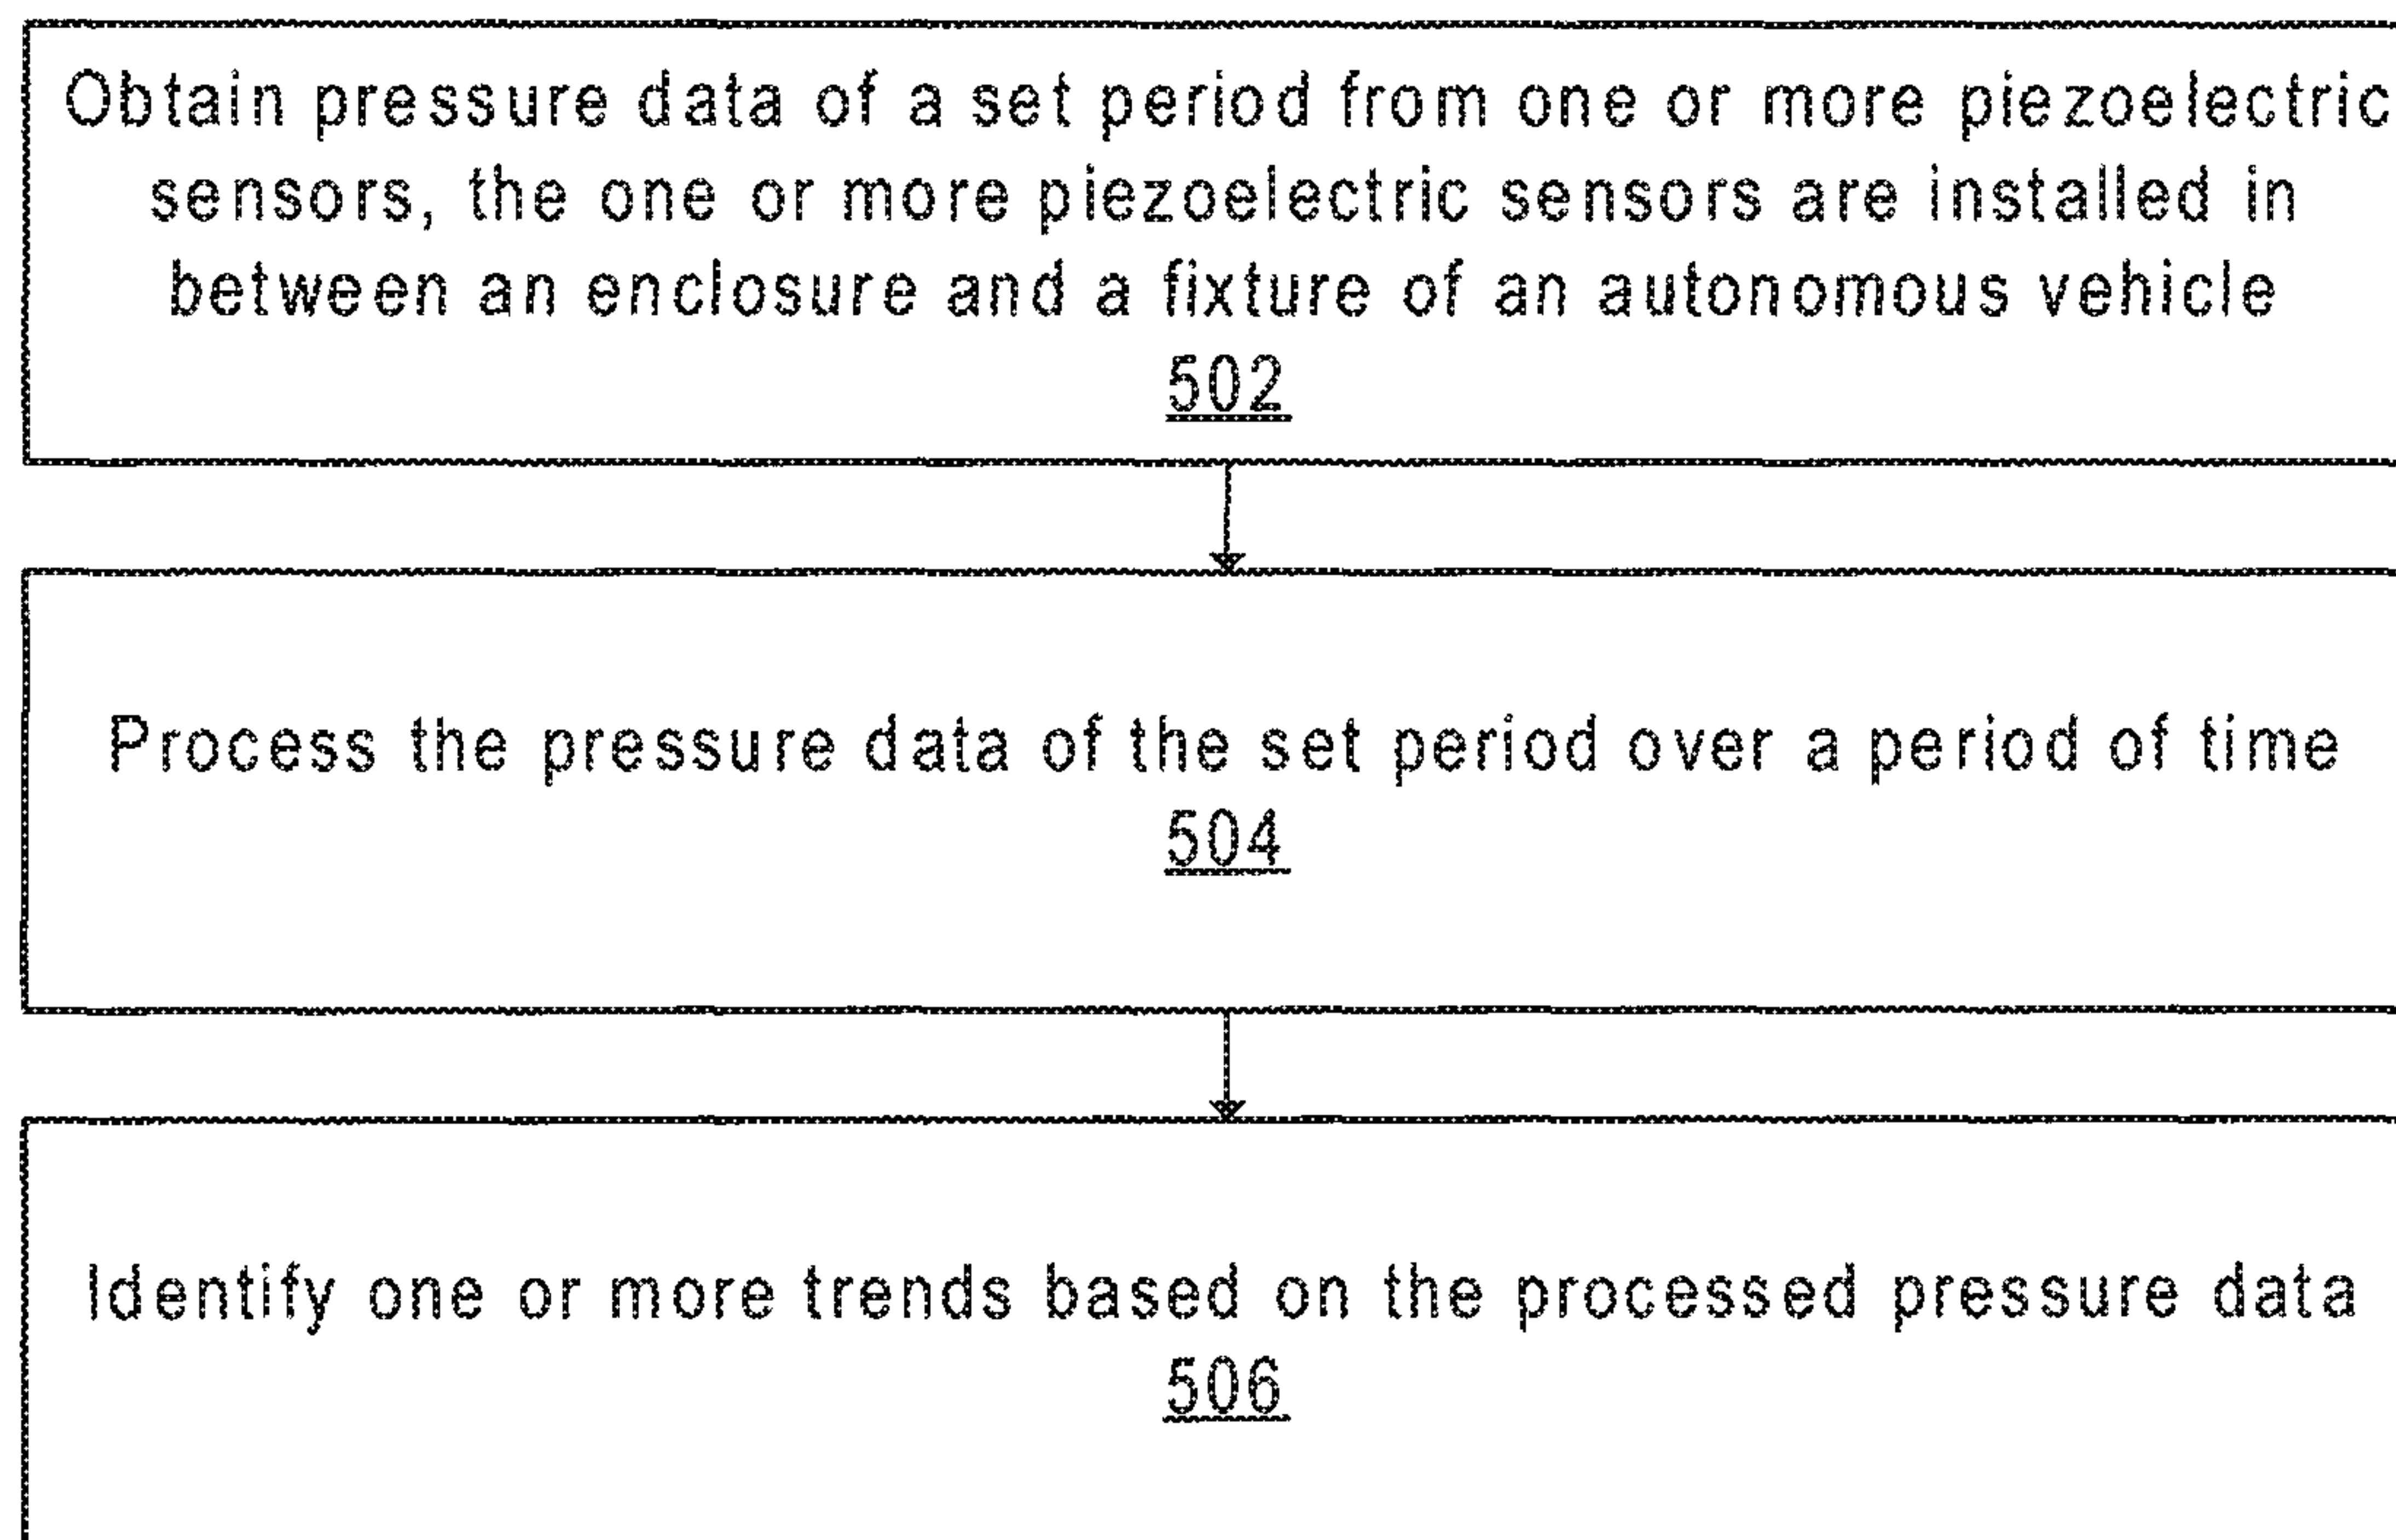 Obtain pressure data of a set period from one or more piezoelectric
sensors, the one or more piezoelectric sensors are installed in
between an enclosure and a fixture of an autonomous vehicle
502
Process the pressure data of the set period over a period of time
504
Identify one or more trends based on the processed pressure data
506